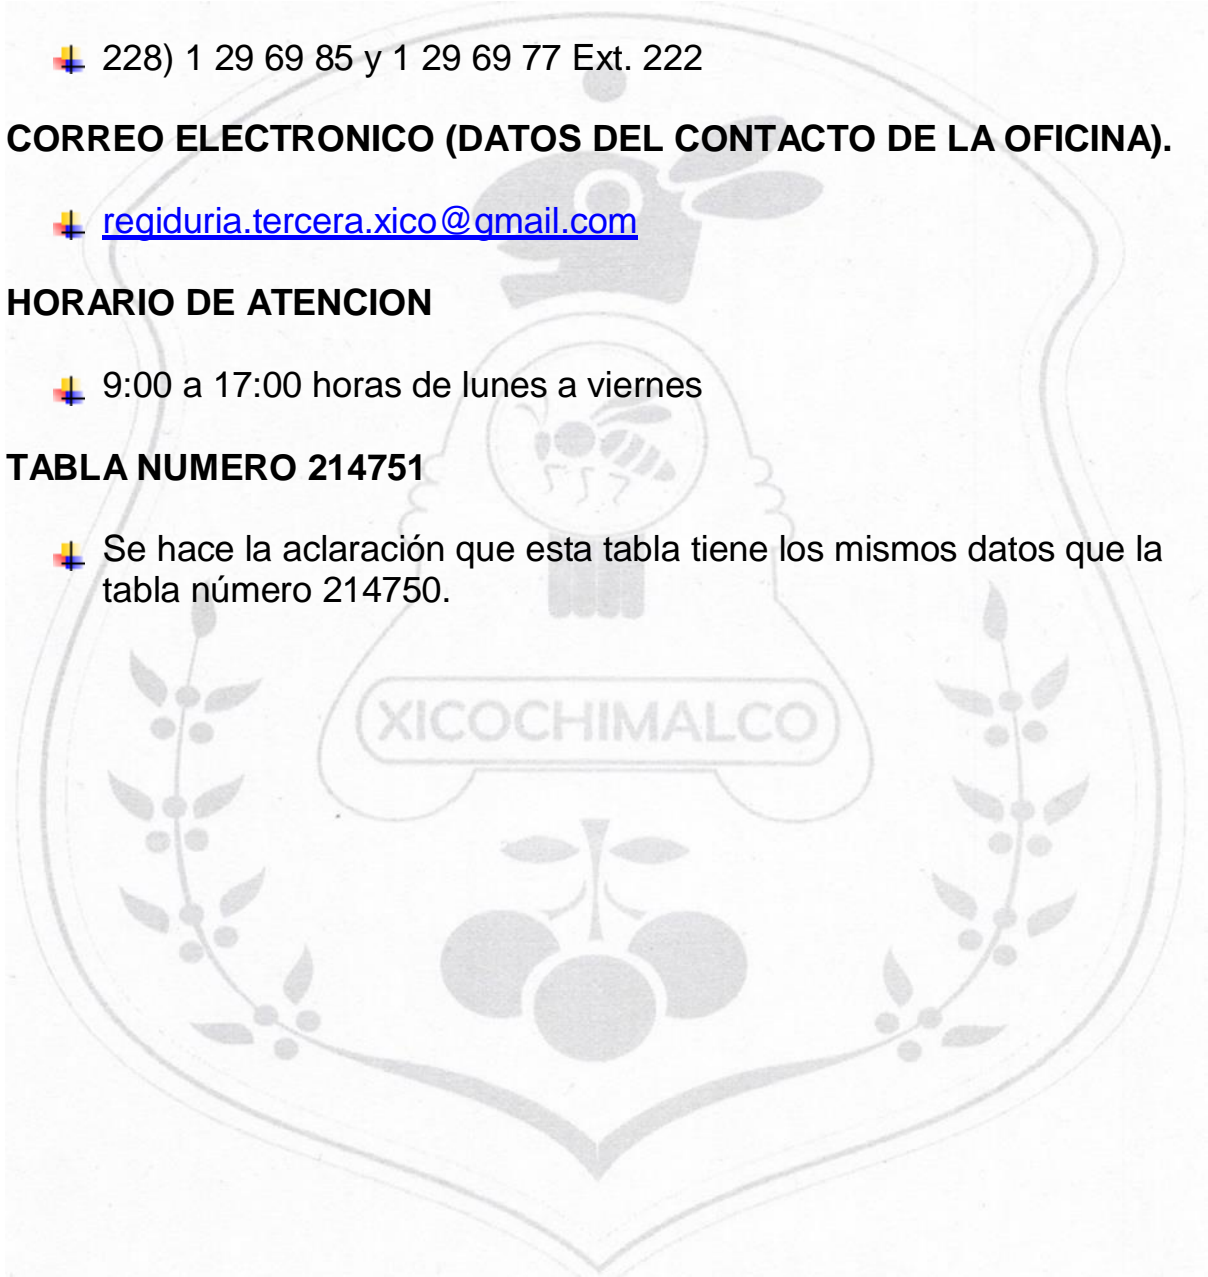 228) 1 29 69 85 y 1 29 69 77 Ext. 222
CORREO ELECTRONICO (DATOS DEL CONTACTO DE LA OFICINA).
regiduria.tercera.xico@gmail.com
HORARIO DE ATENCION
9:00 a 17:00 horas de lunes a viernes
TABLA NUMERO 214751
Se hace la aclaración que esta tabla tiene los mismos datos que la
tabla número 214750.
XICOCHIMALCO